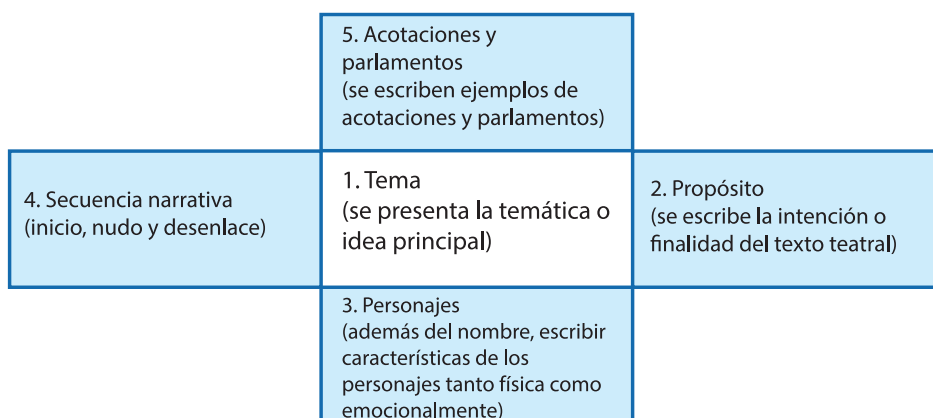 5. Acotaciones y
parlamentos
(se escriben ejemplos de
acotaciones y parlamentos)
4. Secuencia narrativa
(inicio, nudo y desenlace)
1. Tema
(se presenta la temática o
idea principal)
2. Propósito
(se escribe la intención o
finalidad del texto teatral)
3. Personajes
(además del nombre, escribir
características de los
personajes tanto física como
emocionalmente)